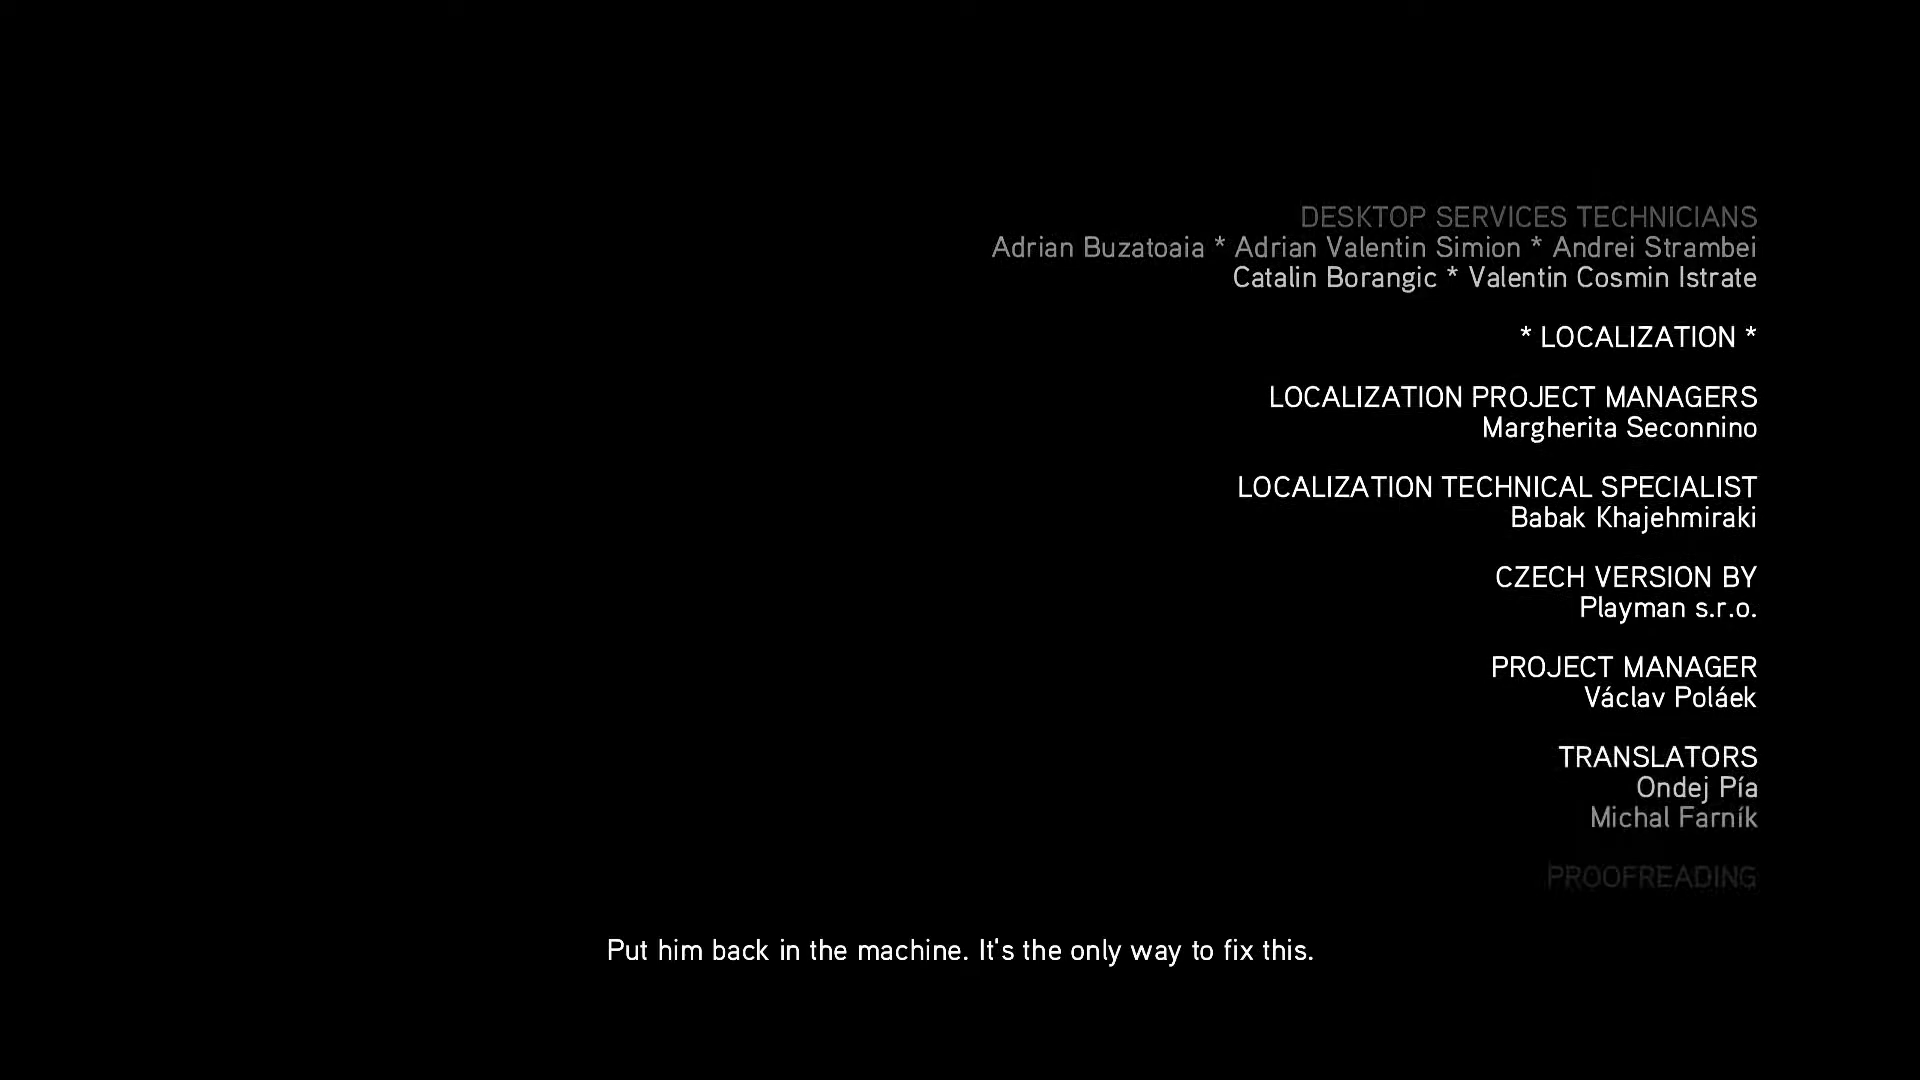 DESKTOP SERVICES TECHNICIANS
Adrian Buzatoaia * Adrian Valentin Simion * Andrei Strambei
Catalin Borangic * Valentin Cosmin Istrate
* LOCALIZATION *
LOCALIZATION PROJECT MANAGERS
Margherita Seconnino
LOCALIZATION TECHNICAL SPECIALIST
Babak Khajehmiraki
CZECH VERSION BY
Playman s.r.o.
PROJECT MANAGER
Václav Poláek
TRANSLATORS
Ondej Pía
Michal Farník
PROOFREADING
Put him back in the machine. It's the only way to fix this.